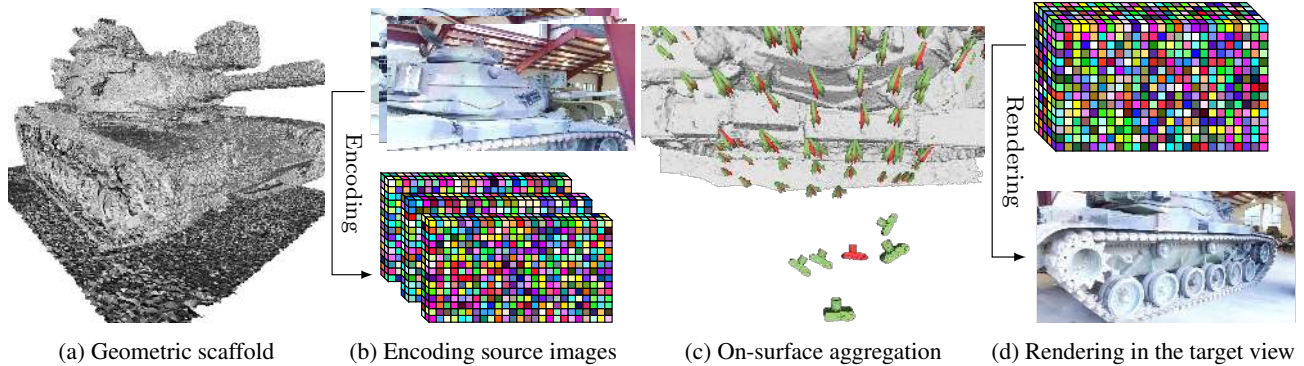 Encoding
Rendering
(a) Geometric scaffold
(b) Encoding source images
(c) On-surface aggregation
(d) Rendering in the target view